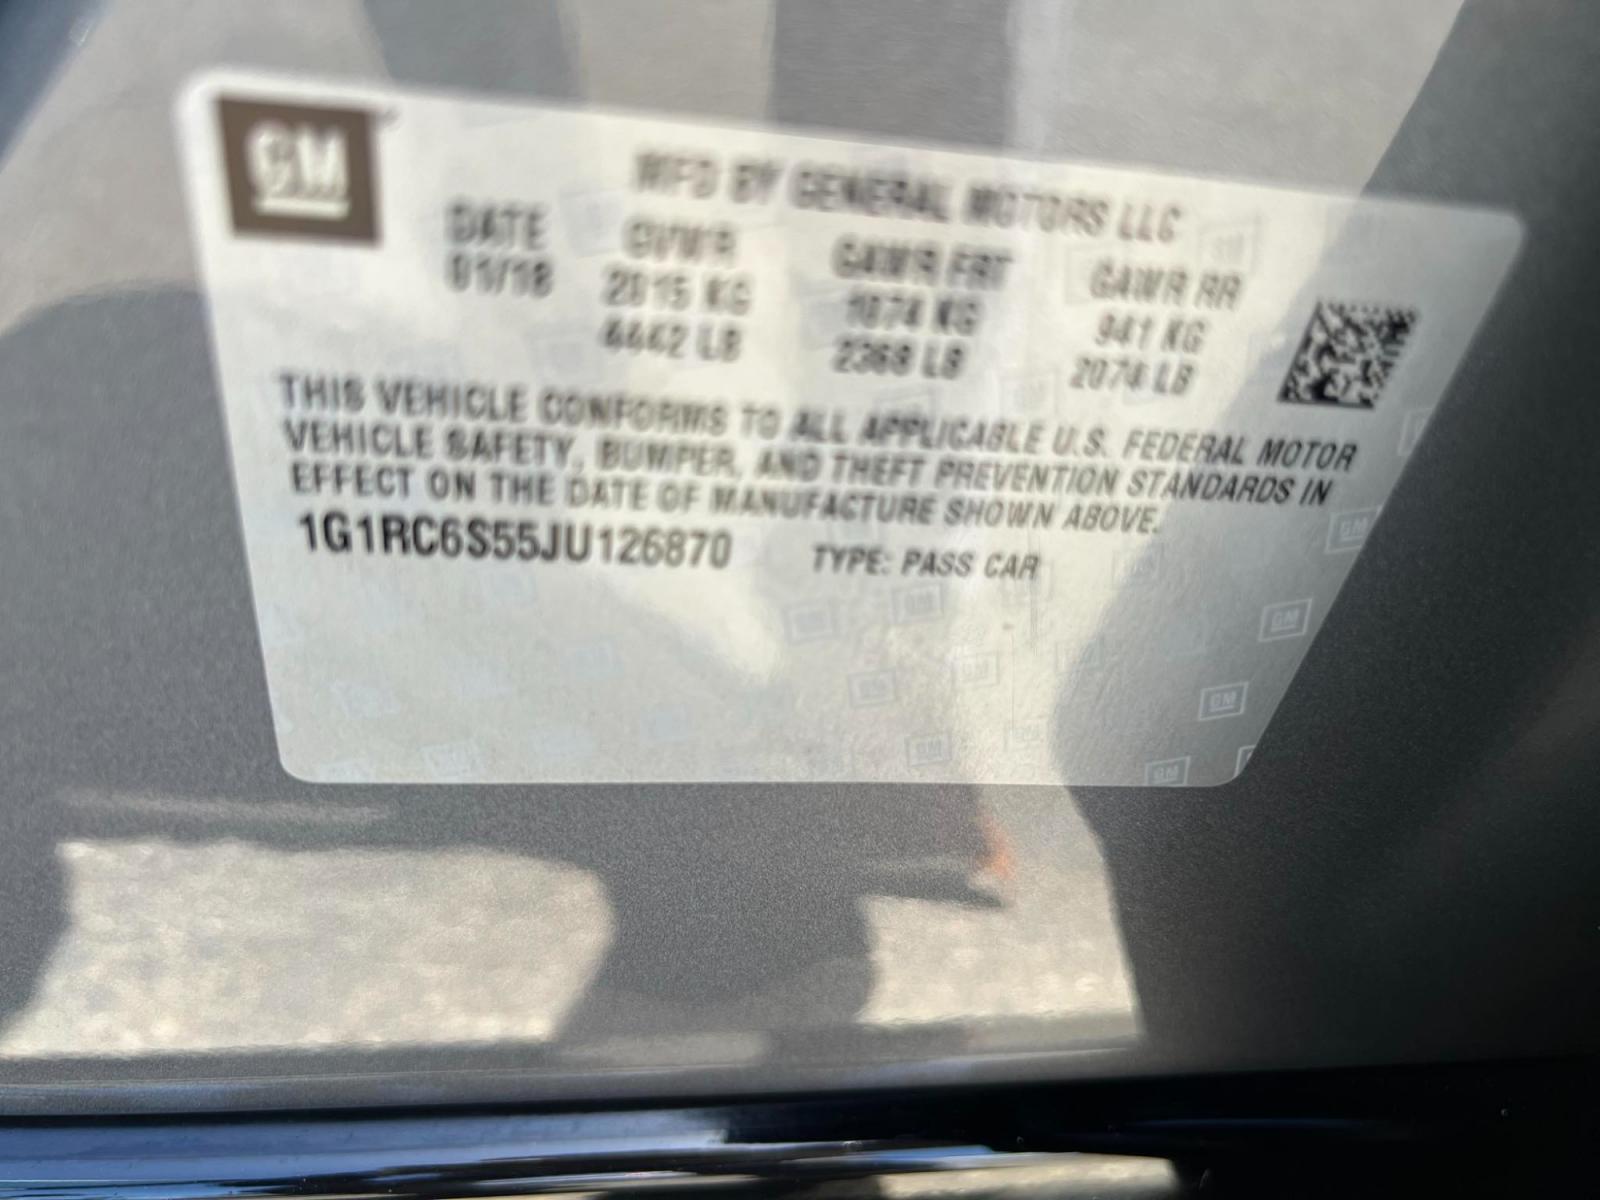 GM
MFD BY GENERAL MOTORS LLC
DATE GVWR GAWR FRT GAWR RR
01/18 2015 KG 1074 KG 941 KG
4442 LB 2368 LB 2074 LB
THIS VEHICLE CONFORMS TO ALL APPLICABLE U.S. FEDERAL MOTOR
VEHICLE SAFETY, BUMPER, AND THEFT PREVENTION STANDARDS IN
EFFECT ON THE DATE OF MANUFACTURE SHOWN ABOVE.
1G1RC6S55JU126870 TYPE: PASS CAR